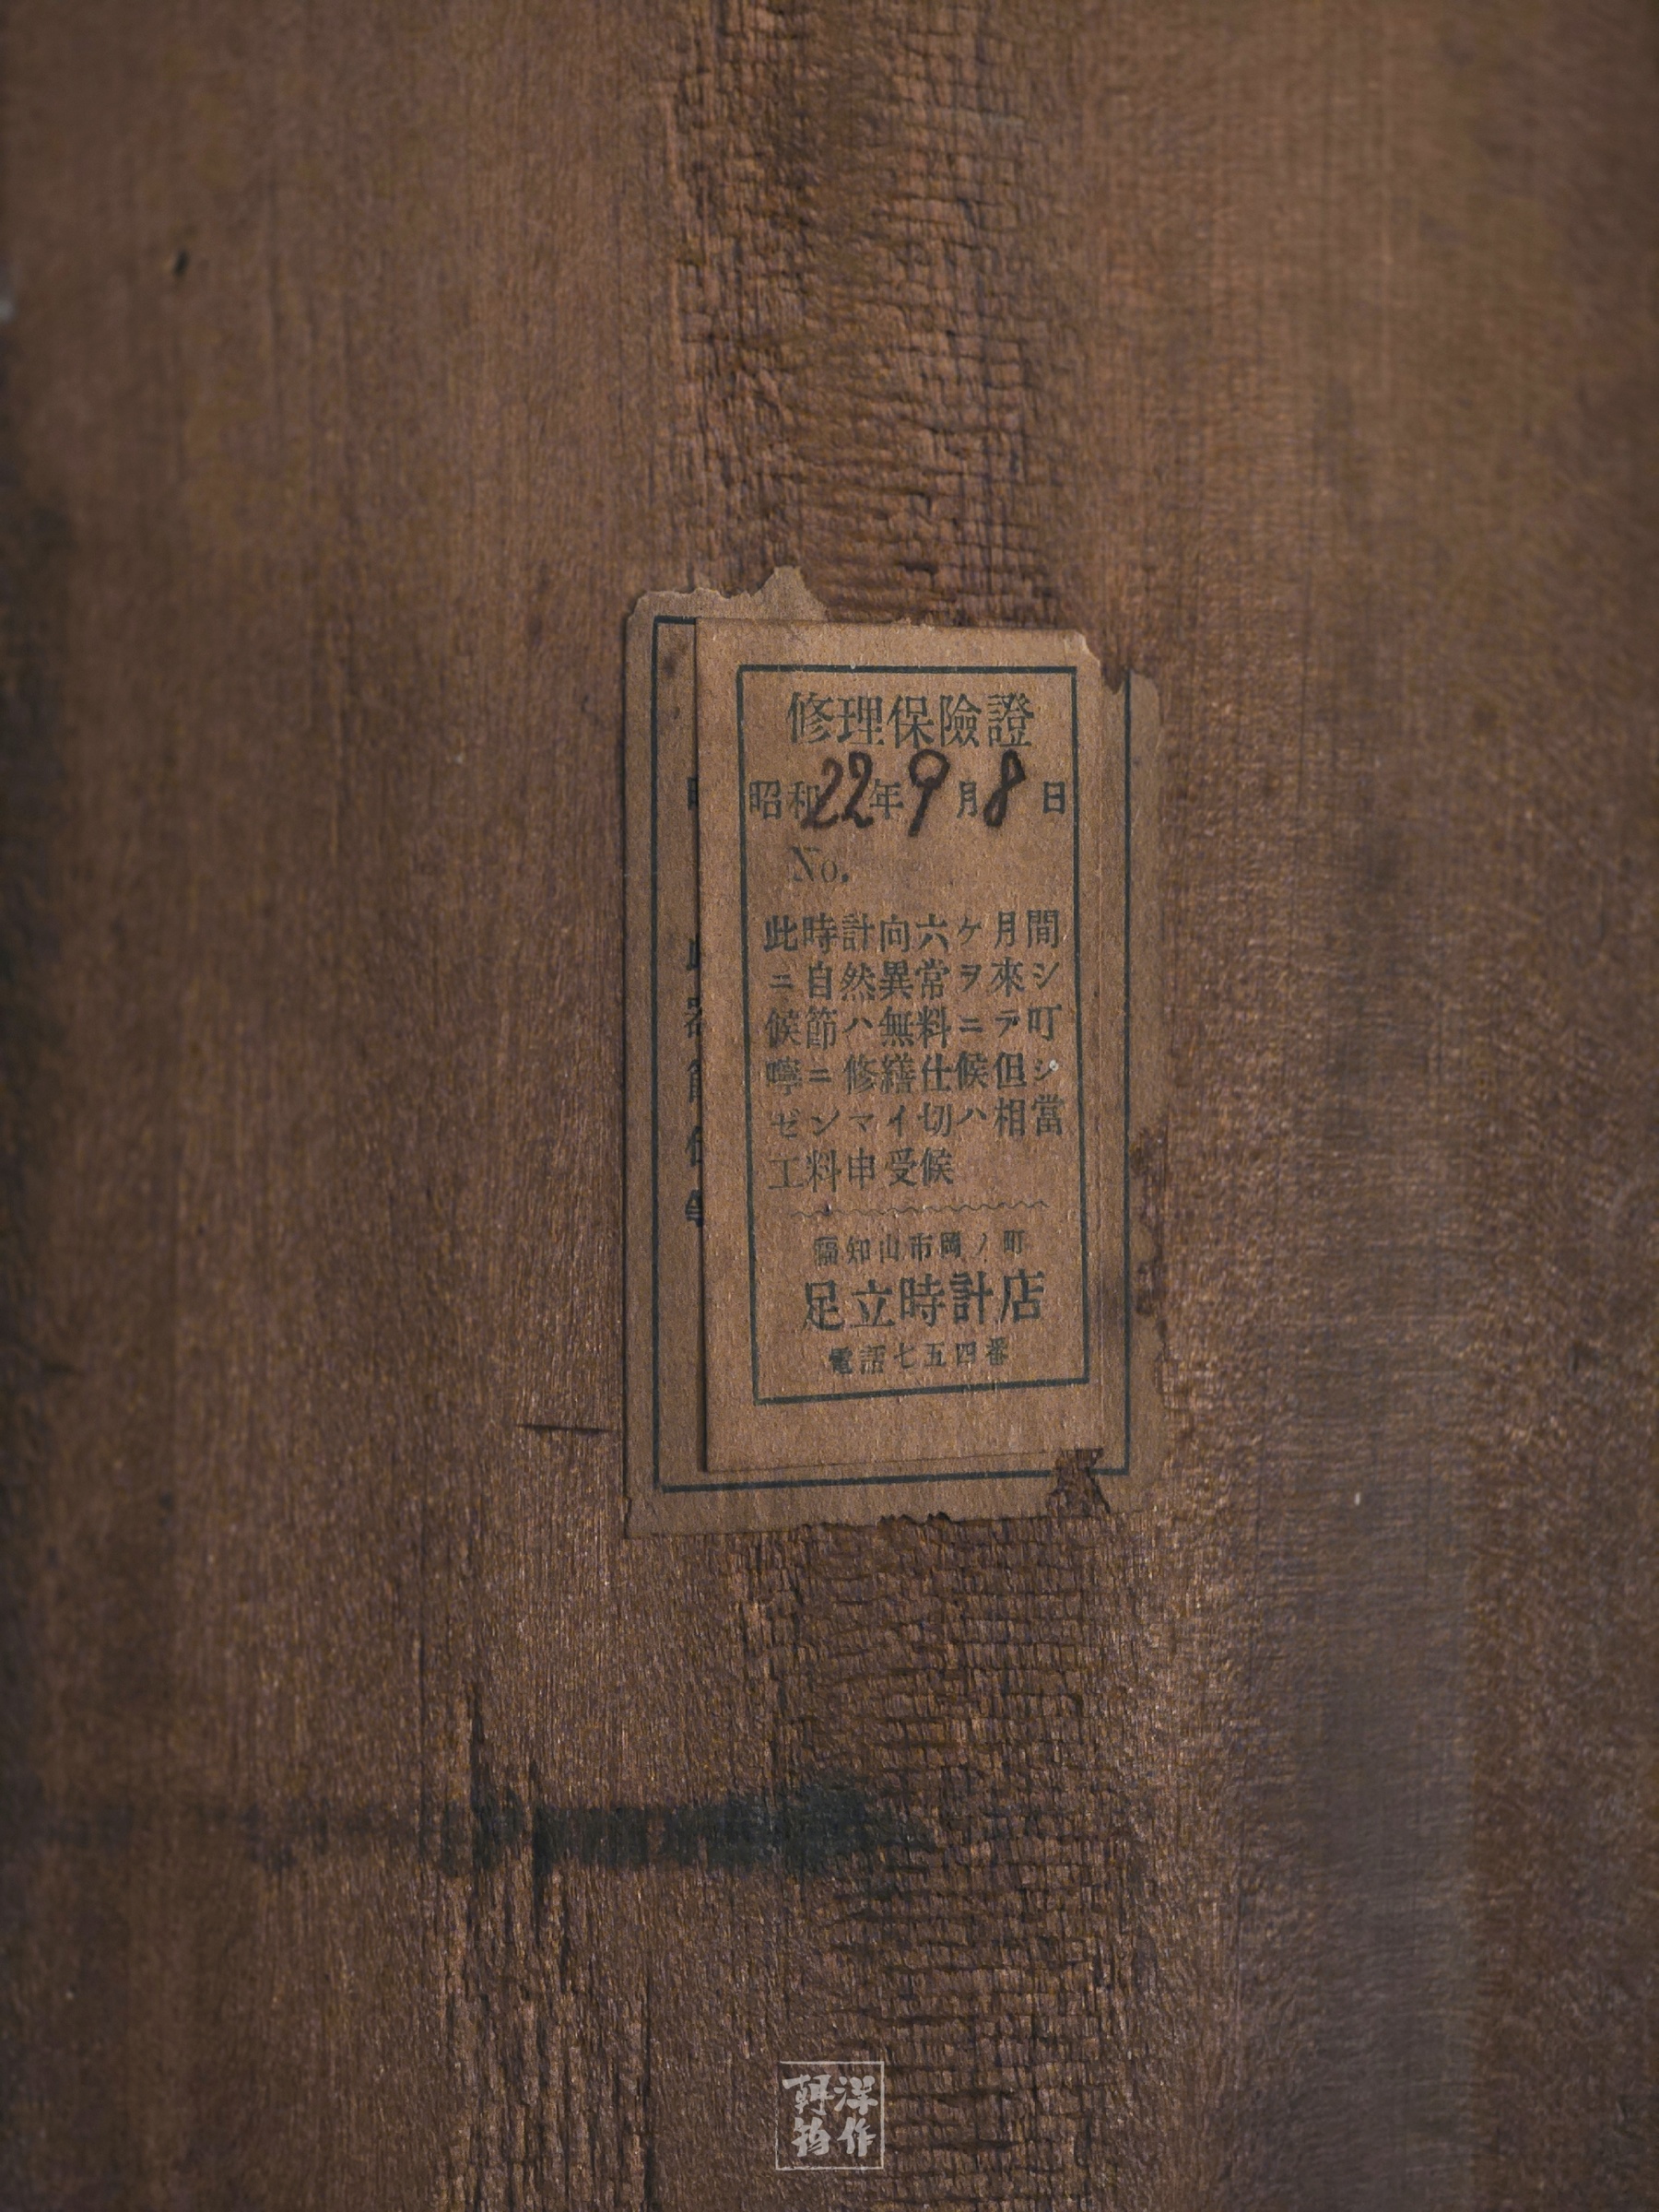 修理保險證
昭和22年9月8日
No.
此時計向六ヶ月間
ニ自然異常ヲ來シ
候節ハ無料ニテ叮
嚀ニ修繕仕候但シ
ゼンマイ切ハ相當
工料申受候
福知山市岡ノ町
足立時計店
電話七五四番